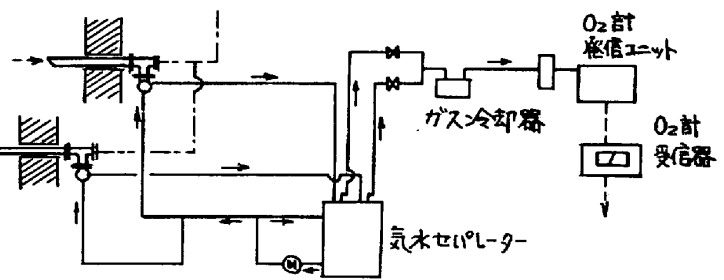 O₂計
発信ユニット
ガス冷却器
O₂計
受信器
気水セパレーター